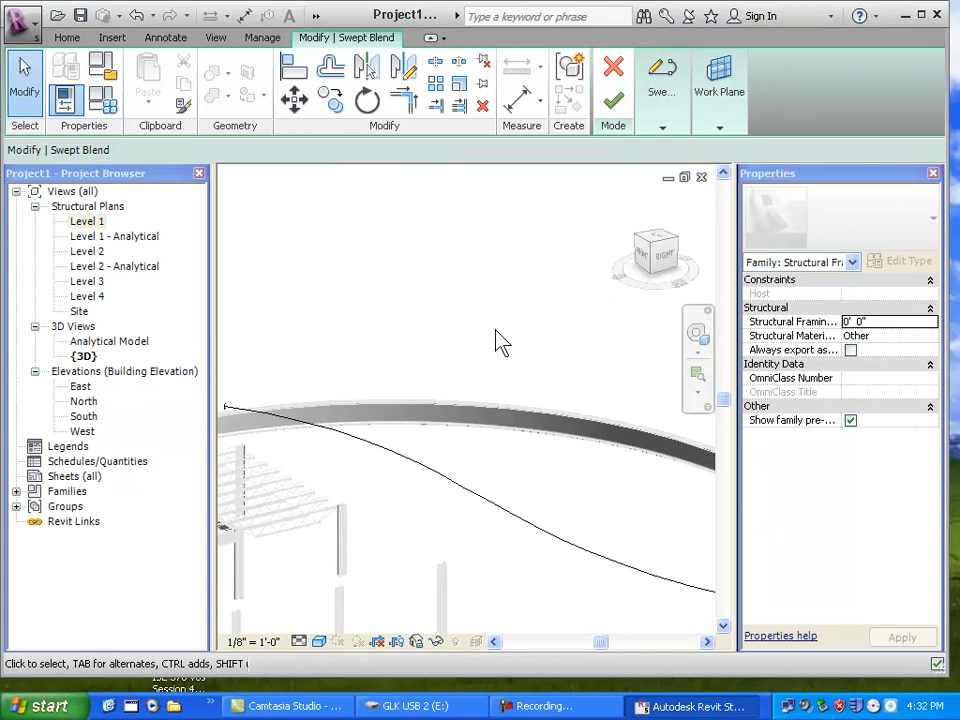 Project1...
Type a keyword or phrase
Sign In
Home
Insert
Annotate
View
Manage
Modify | Swept Blend
Modify
Paste
Swe...
Work Plane
Select
Properties
Clipboard
Geometry
Modify
Measure
Create
Mode
Modify | Swept Blend
Project1 - Project Browser
Views (all)
Structural Plans
Level 1
Level 1 - Analytical
Level 2
Level 2 - Analytical
Level 3
Level 4
Site
3D Views
Analytical Model
{3D}
Elevations (Building Elevation)
East
North
South
West
Legends
Schedules/Quantities
Sheets (all)
Families
Groups
Revit Links
RIGHT
1/8" = 1'-0"
Properties
Family: Structural Fr
Edit Type
Constraints
Host
Structural
Structural Framin...
0' 0"
Structural Materi...
Other
Always export as...
Identity Data
OmniClass Number
OmniClass Title
Other
Show family pre-...
Properties help
Apply
Click to select, TAB for alternates, CTRL adds, SHIFT
Session 4...
start
Camtasia Studio - ...
GLK USB 2 (E:)
Recording...
Autodesk Revit St...
4:32 PM